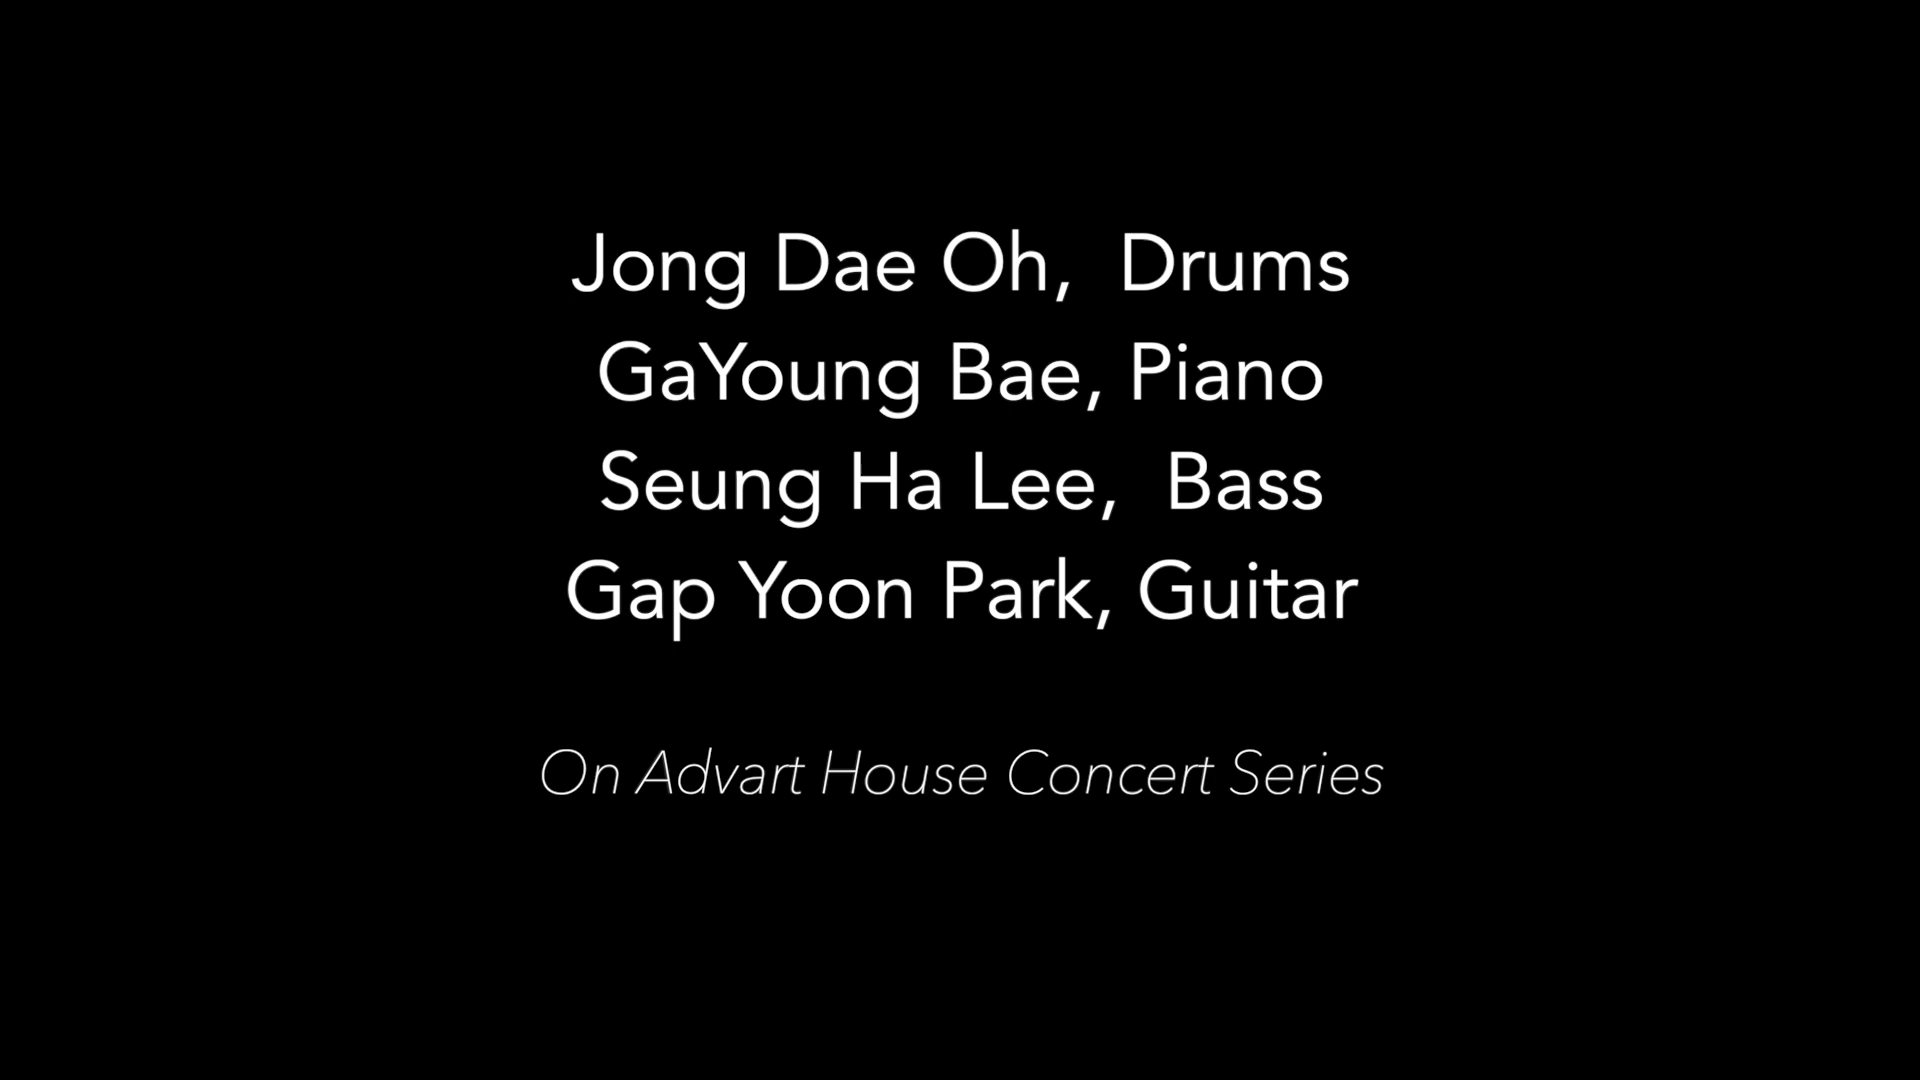 Jong Dae Oh,  Drums
GaYoung Bae, Piano
Seung Ha Lee,  Bass
Gap Yoon Park, Guitar
On Advart House Concert Series